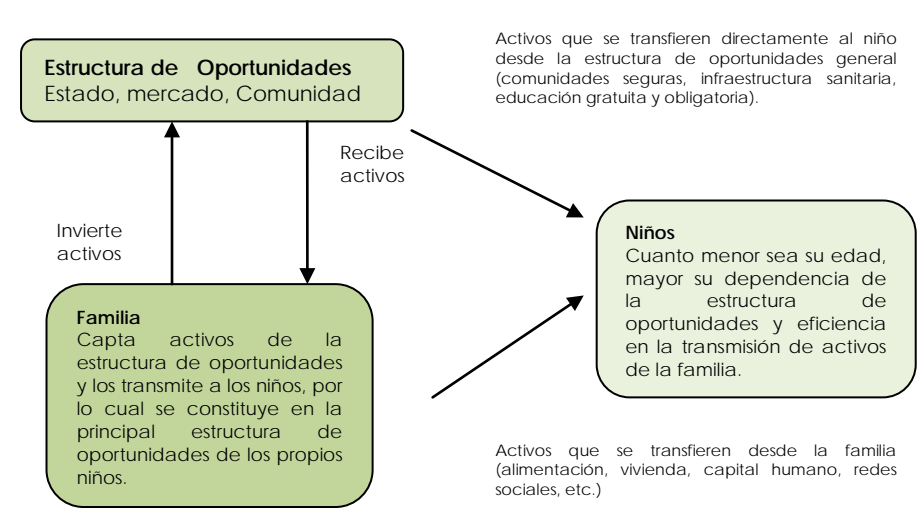 Estructura de Oportunidades
Estado, mercado, Comunidad
Activos que se transfieren directamente al niño
desde la estructura de oportunidades general
(comunidades seguras, infraestructura sanitaria,
educación gratuita y obligatoria).
Recibe
activos
Invierte
activos
Niños
Cuanto menor sea su edad,
mayor su dependencia de
la estructura de
oportunidades y eficiencia
en la transmisión de activos
de la familia.
Familia
Capta activos de la
estructura de oportunidades
y los transmite a los niños, por
lo cual se constituye en la
principal estructura de
oportunidades de los propios
niños.
Activos que se transfieren desde la familia
(alimentación, vivienda, capital humano, redes
sociales, etc.)